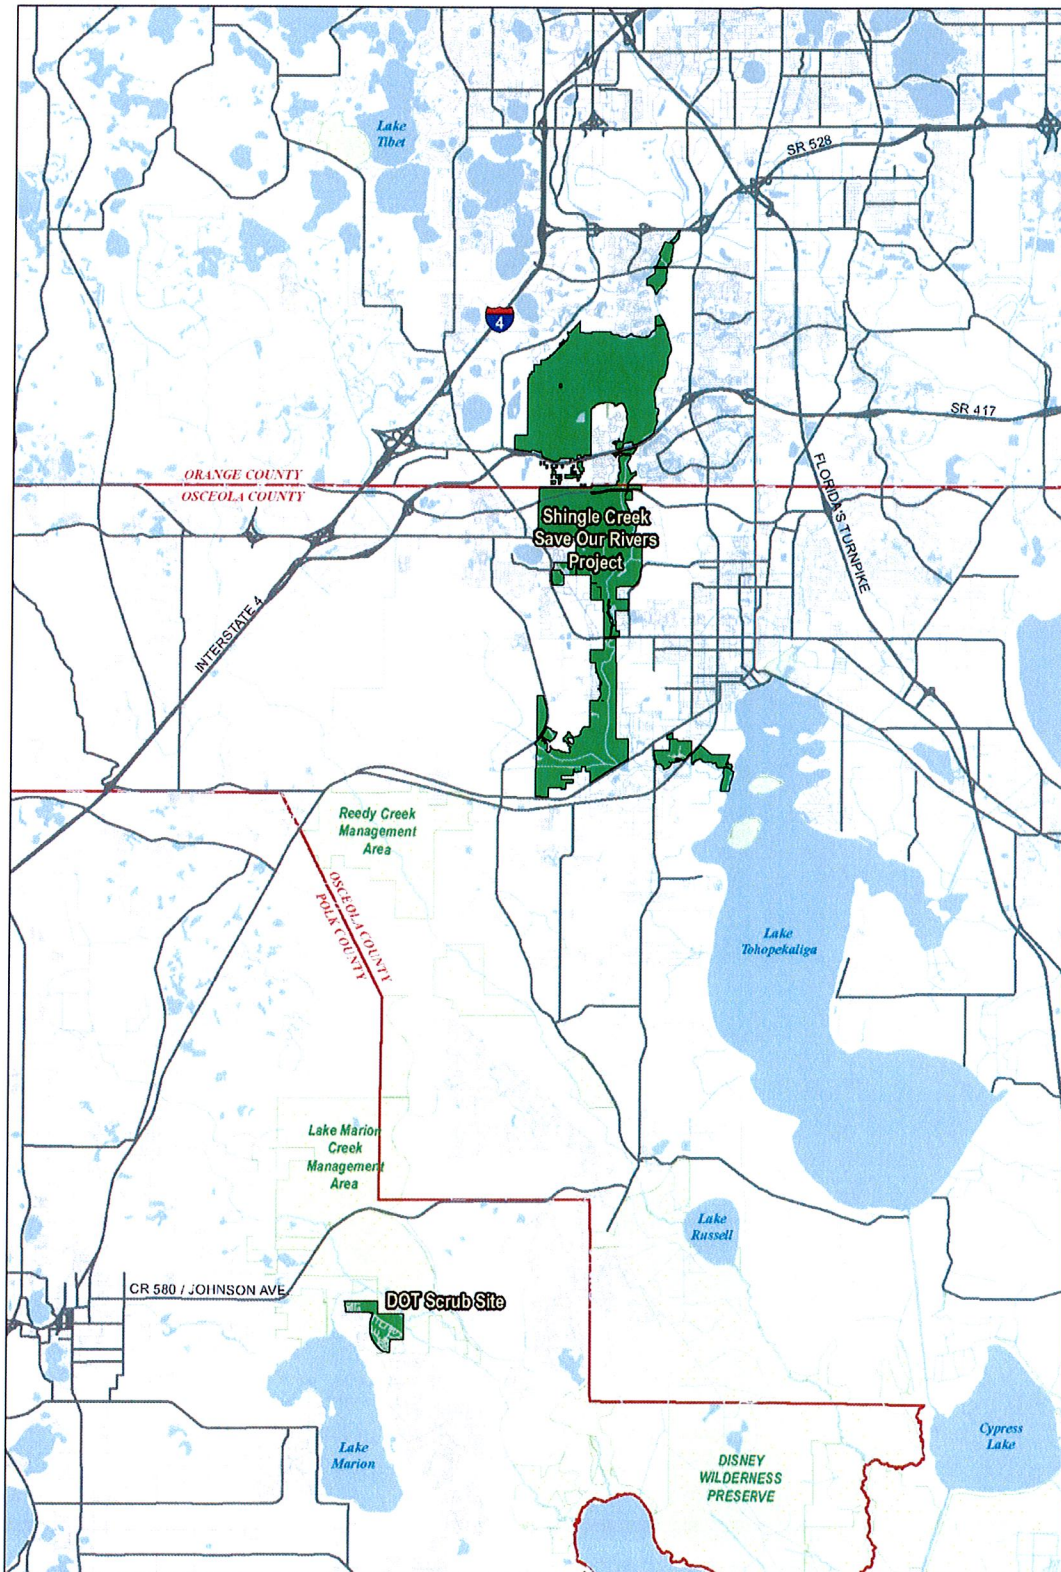 Lake
Tibet
SR 528
4
SR 417
ORANGE COUNTY
OSCEOLA COUNTY
FLORIDA'S TURNPIKE
Shingle Creek
Save Our Rivers
Project
INTERSTATE 4
Reedy Creek
Management
Area
OSCEOLA COUNTY
POLK COUNTY
Lake
Tohopekaliga
Lake Marion
Creek
Management
Area
Lake
Russell
CR 580 / JOHNSON AVE.
DOT Scrub Site
Cypress
Lake
Lake
Marion
DISNEY
WILDERNESS
PRESERVE